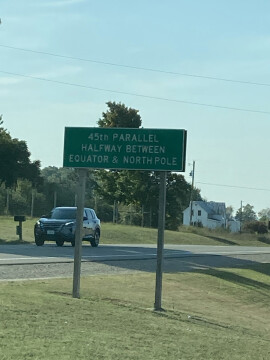 45th PARALLEL
HALFWAY BETWEEN
EQUATOR & NORTH POLE